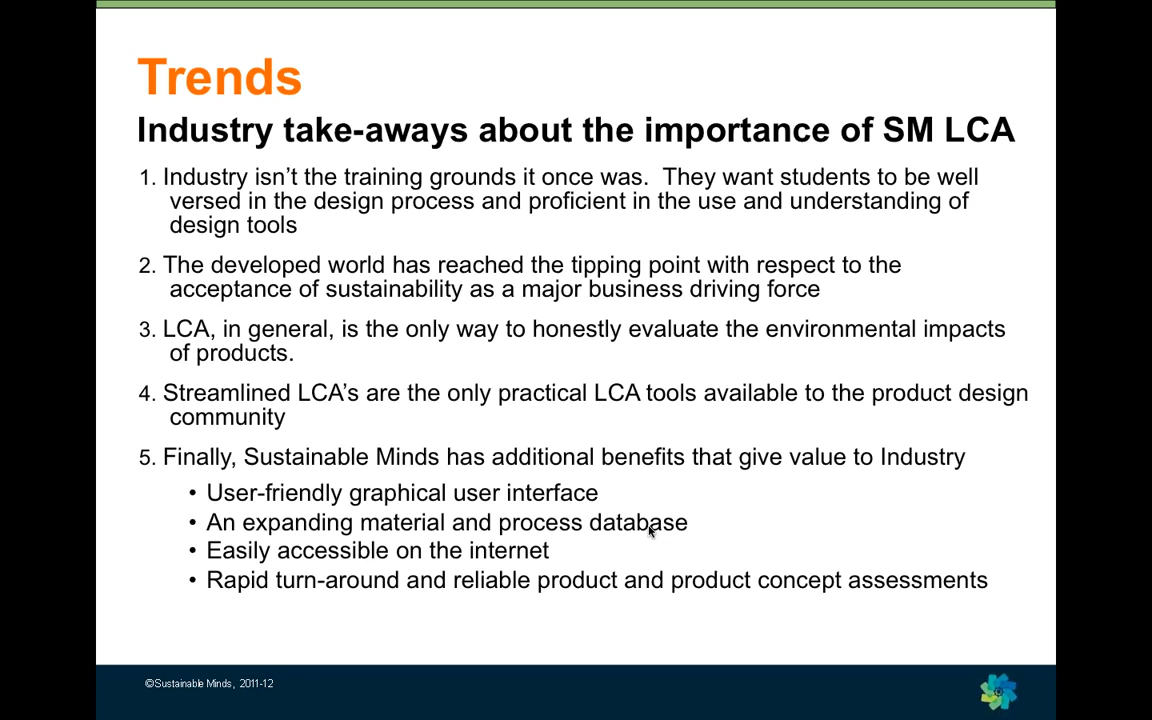 Trends
Industry take-aways about the importance of SM LCA
1. Industry isn’t the training grounds it once was.  They want students to be well
versed in the design process and proficient in the use and understanding of
design tools
2. The developed world has reached the tipping point with respect to the
acceptance of sustainability as a major business driving force
3. LCA, in general, is the only way to honestly evaluate the environmental impacts
of products.
4. Streamlined LCA’s are the only practical LCA tools available to the product design
community
5. Finally, Sustainable Minds has additional benefits that give value to Industry
• User-friendly graphical user interface
• An expanding material and process database
• Easily accessible on the internet
• Rapid turn-around and reliable product and product concept assessments
©Sustainable Minds, 2011-12